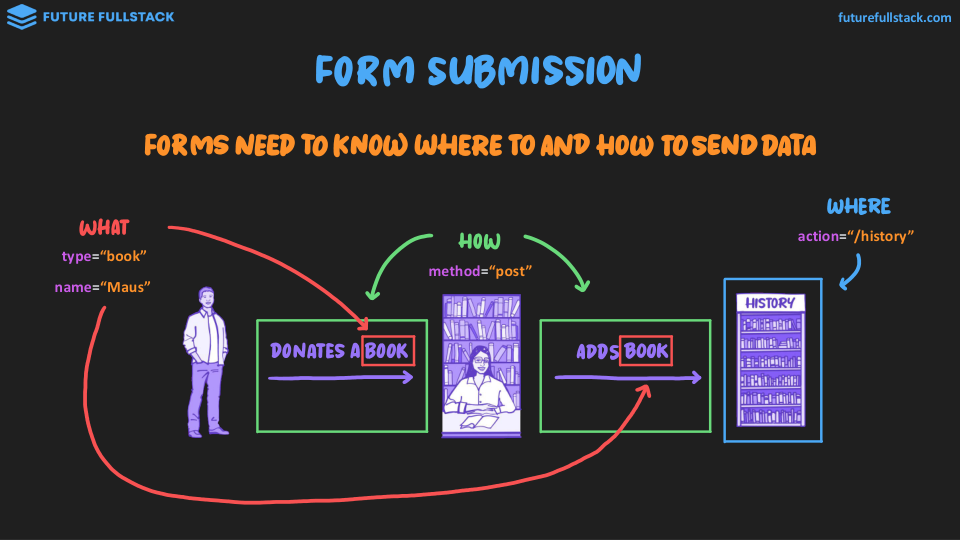 FUTURE FULLSTACK
futurefullstack.com
FORM SUBMISSION
FORMS NEED TO KNOW WHERE TO AND HOW TO SEND DATA
WHAT
type=“book”
name=“Maus”
HOW
method=“post”
WHERE
action=“/history”
DONATES A BOOK
ADDS BOOK
HISTORY